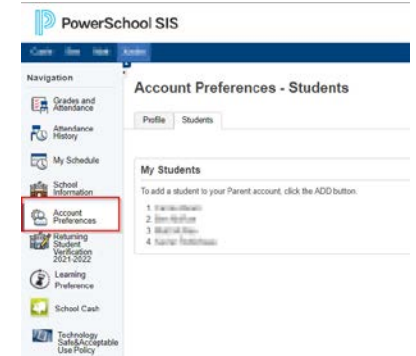 PowerSchool SIS
Navigation
Grades and
Attendance
Attendance
History
My Schedule
School
Information
Account
Preferences
Returning
Student
Verification
2021-2022
Learning
Preference
School Cash
Technology
Safe&Acceptable
Use Policy
Account Preferences - Students
Profile Students
My Students
To add a student to your Parent account, click the ADD button.
1.
2.
3.
4.